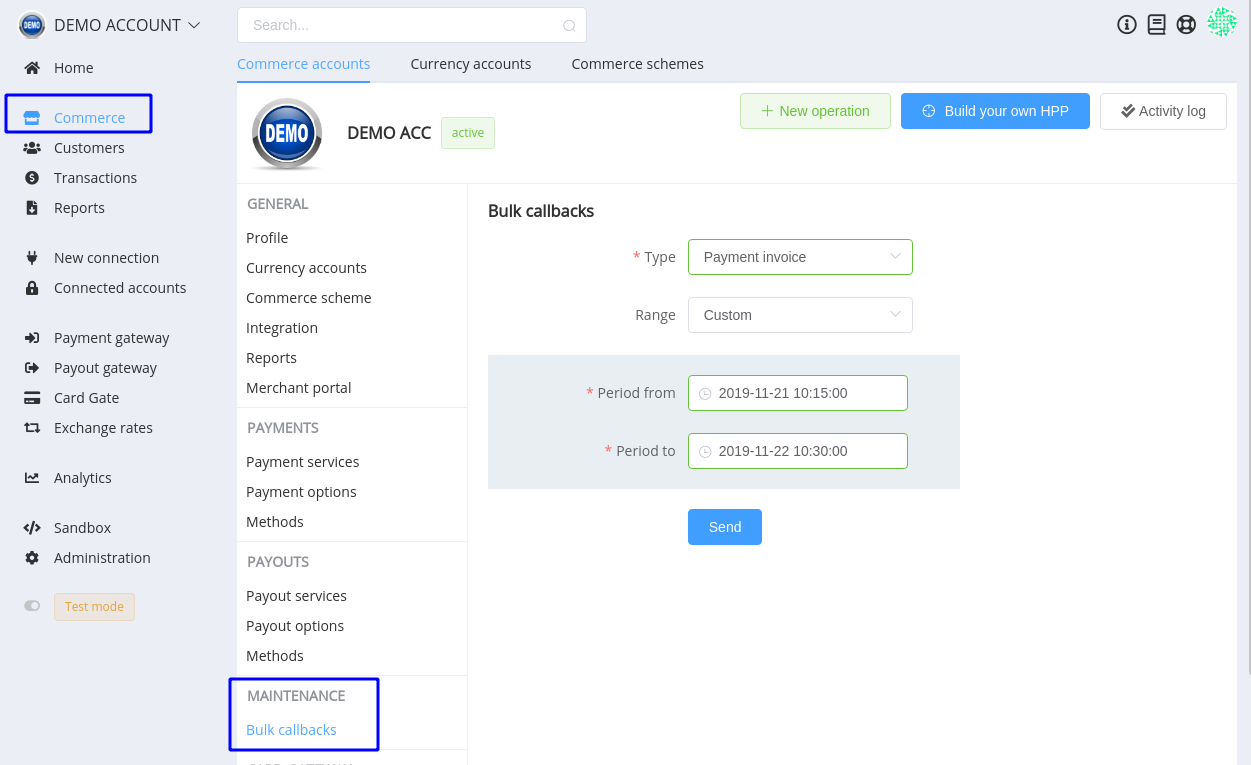 DEMO DEMO ACCOUNT
Search...
Home
Commerce
Customers
Transactions
Reports
New connection
Connected accounts
Payment gateway
Payout gateway
Card Gate
Exchange rates
Analytics
Sandbox
Administration
Test mode
Commerce accounts Currency accounts Commerce schemes
DEMO DEMO ACC active
New operation Build your own HPP Activity log
GENERAL
Profile
Currency accounts
Commerce scheme
Integration
Reports
Merchant portal
PAYMENTS
Payment services
Payment options
Methods
PAYOUTS
Payout services
Payout options
Methods
MAINTENANCE
Bulk callbacks
Bulk callbacks
* Type Payment invoice
Range Custom
* Period from 2019-11-21 10:15:00
* Period to 2019-11-22 10:30:00
Send